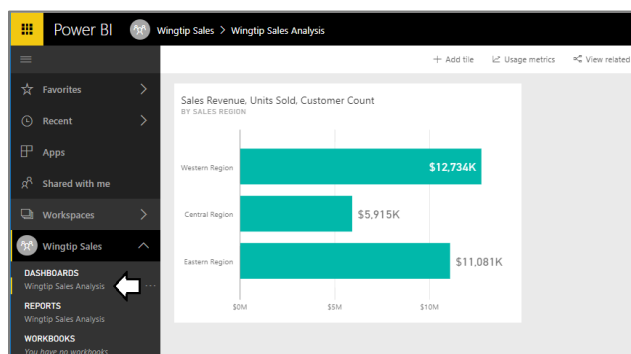 Power BI
Wingtip Sales > Wingtip Sales Analysis
+ Add tile
Usage metrics
View related
Favorites
Recent
Apps
Shared with me
Workspaces
Wingtip Sales
DASHBOARDS
Wingtip Sales Analysis
REPORTS
Wingtip Sales Analysis
WORKBOOKS
You have no workbooks
Sales Revenue, Units Sold, Customer Count
BY SALES REGION
Western Region
$12,734K
Central Region
$5,915K
Eastern Region
$11,081K
$0M
$5M
$10M